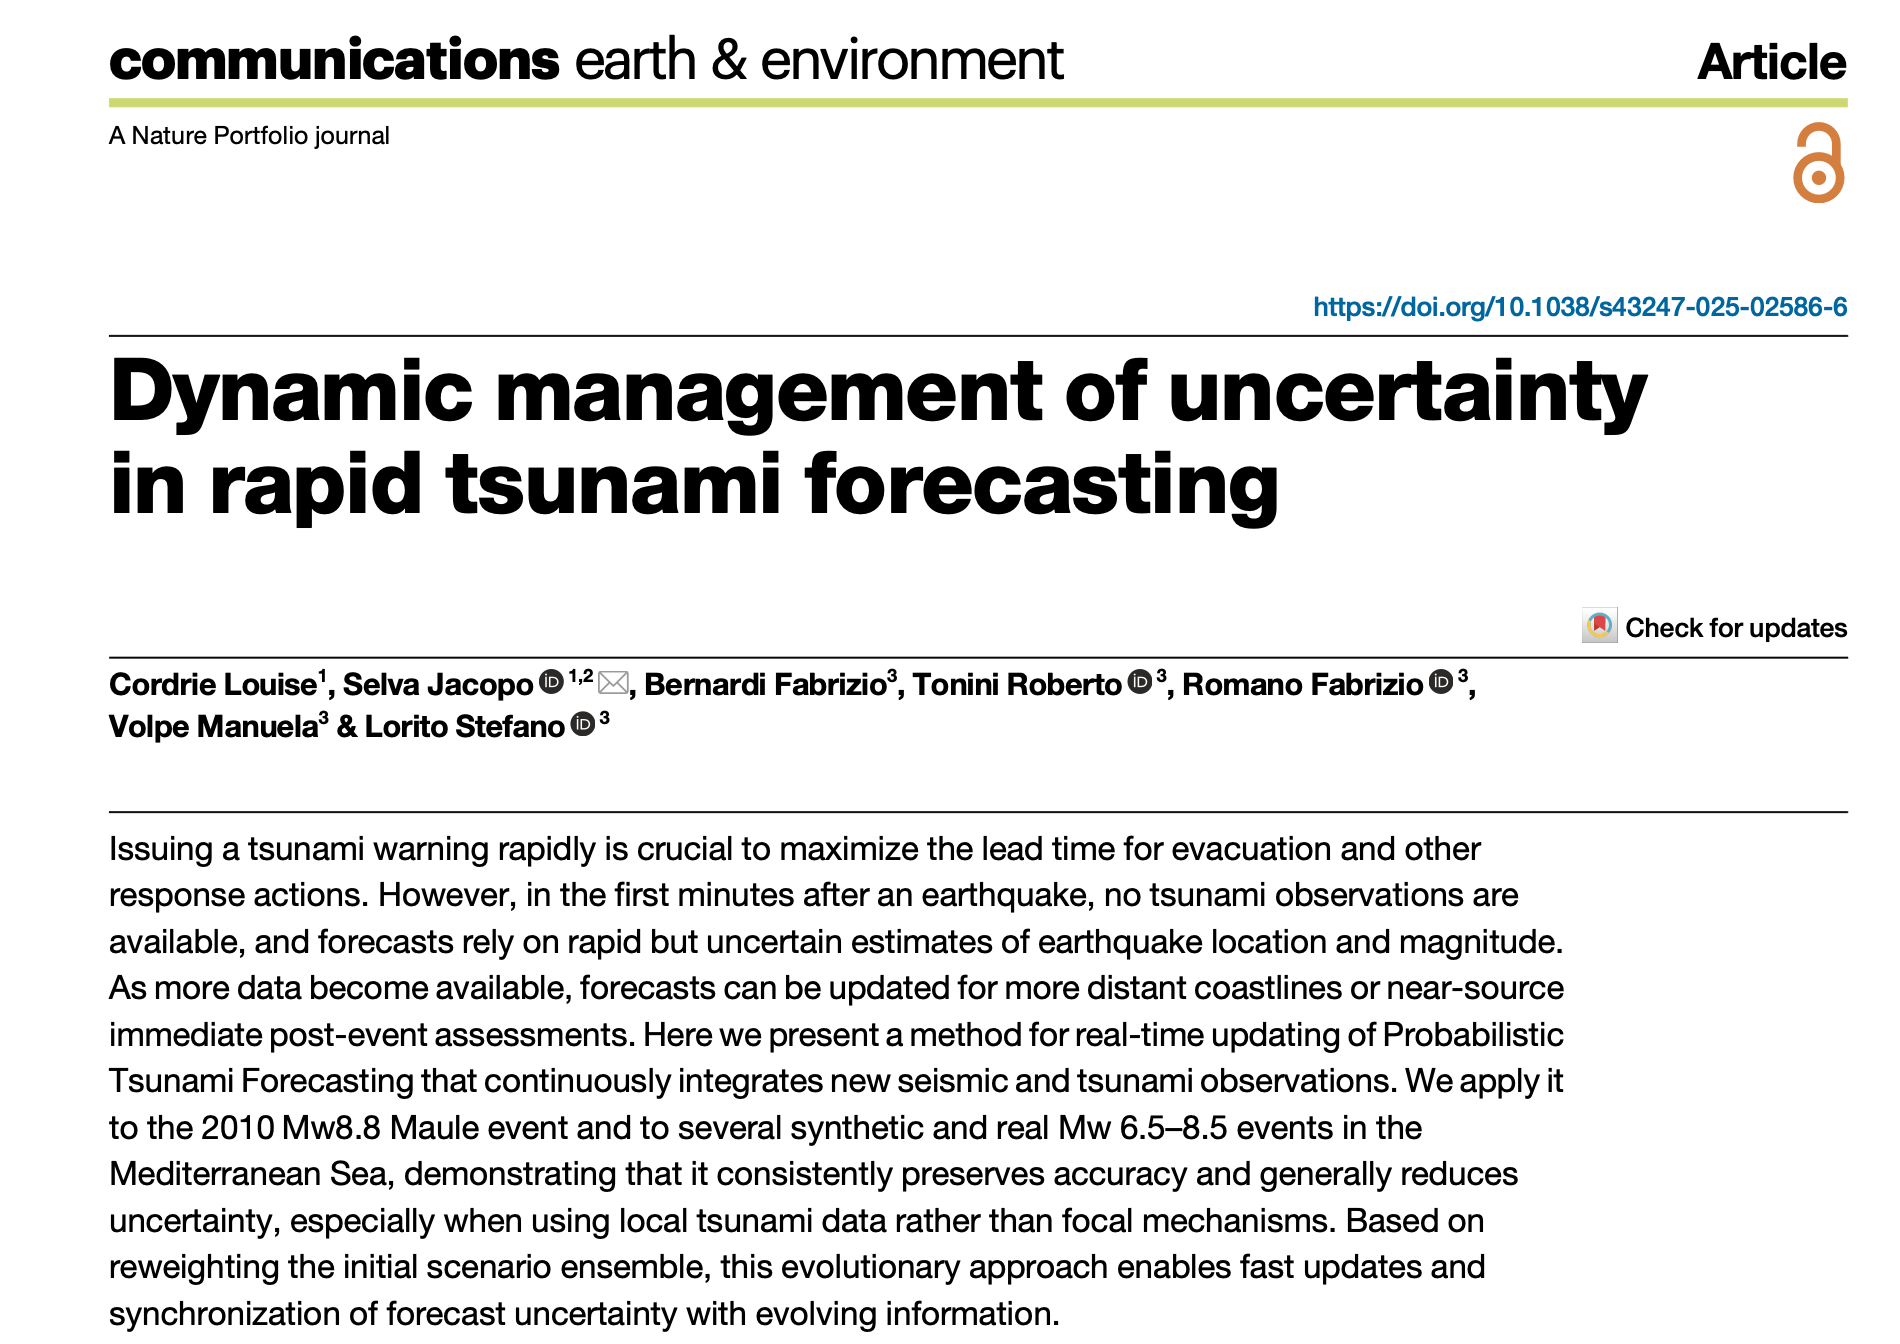 communications earth & environment
Article
A Nature Portfolio journal
https://doi.org/10.1038/s43247-025-02586-6
Dynamic management of uncertainty
in rapid tsunami forecasting
Check for updates
Cordrie Louise1, Selva Jacopo iD 1,2, Bernardi Fabrizio3, Tonini Roberto iD 3, Romano Fabrizio iD 3,
Volpe Manuela3 & Lorito Stefano iD 3
Issuing a tsunami warning rapidly is crucial to maximize the lead time for evacuation and other
response actions. However, in the first minutes after an earthquake, no tsunami observations are
available, and forecasts rely on rapid but uncertain estimates of earthquake location and magnitude.
As more data become available, forecasts can be updated for more distant coastlines or near-source
immediate post-event assessments. Here we present a method for real-time updating of Probabilistic
Tsunami Forecasting that continuously integrates new seismic and tsunami observations. We apply it
to the 2010 Mw8.8 Maule event and to several synthetic and real Mw 6.5–8.5 events in the
Mediterranean Sea, demonstrating that it consistently preserves accuracy and generally reduces
uncertainty, especially when using local tsunami data rather than focal mechanisms. Based on
reweighting the initial scenario ensemble, this evolutionary approach enables fast updates and
synchronization of forecast uncertainty with evolving information.